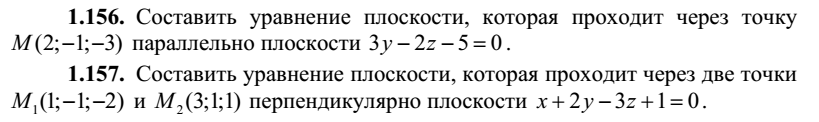 1.156. Составить уравнение плоскости, которая проходит через точку
M(2;−1;−3) параллельно плоскости 3y−2z−5=0.
1.157. Составить уравнение плоскости, которая проходит через две точки
M₁(1;−1;−2) и M₂(3;1;1) перпендикулярно плоскости x+2y−3z+1=0.